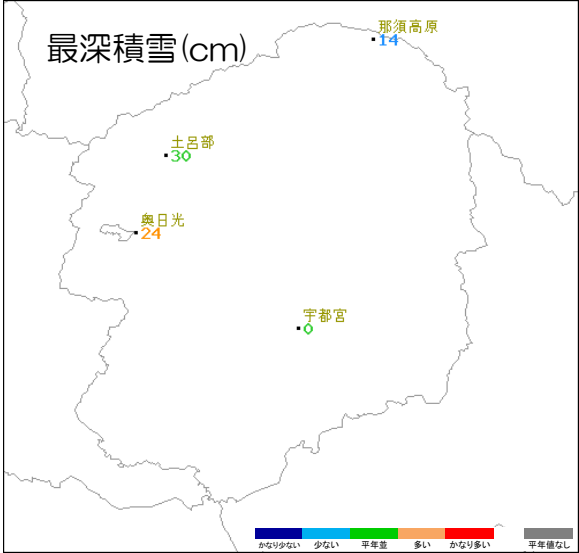 最深積雪(cm)
那須高原
14
土呂部
30
奥日光
24
宇都宮
0
かなり少ない 少ない 平年並 多い かなり多い 平年値なし